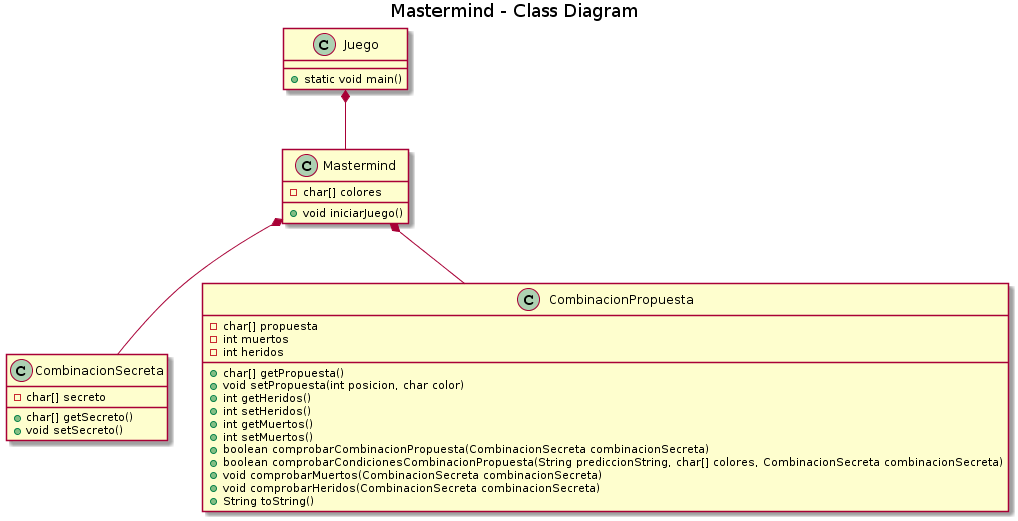 Mastermind - Class Diagram
C Juego
static void main()
C Mastermind
char[] colores
void iniciarJuego()
C CombinacionPropuesta
char[] propuesta
int muertos
int heridos
char[] getPropuesta()
void setPropuesta(int posicion, char color)
int getHeridos()
int setHeridos()
int getMuertos()
int setMuertos()
boolean comprobarCombinacionPropuesta(CombinacionSecreta combinacionSecreta)
boolean comprobarCondicionesCombinacionPropuesta(String prediccionString, char[] colores, CombinacionSecreta combinacionSecreta)
void comprobarMuertos(CombinacionSecreta combinacionSecreta)
void comprobarHeridos(CombinacionSecreta combinacionSecreta)
String toString()
C CombinacionSecreta
char[] secreto
char[] getSecreto()
void setSecreto()